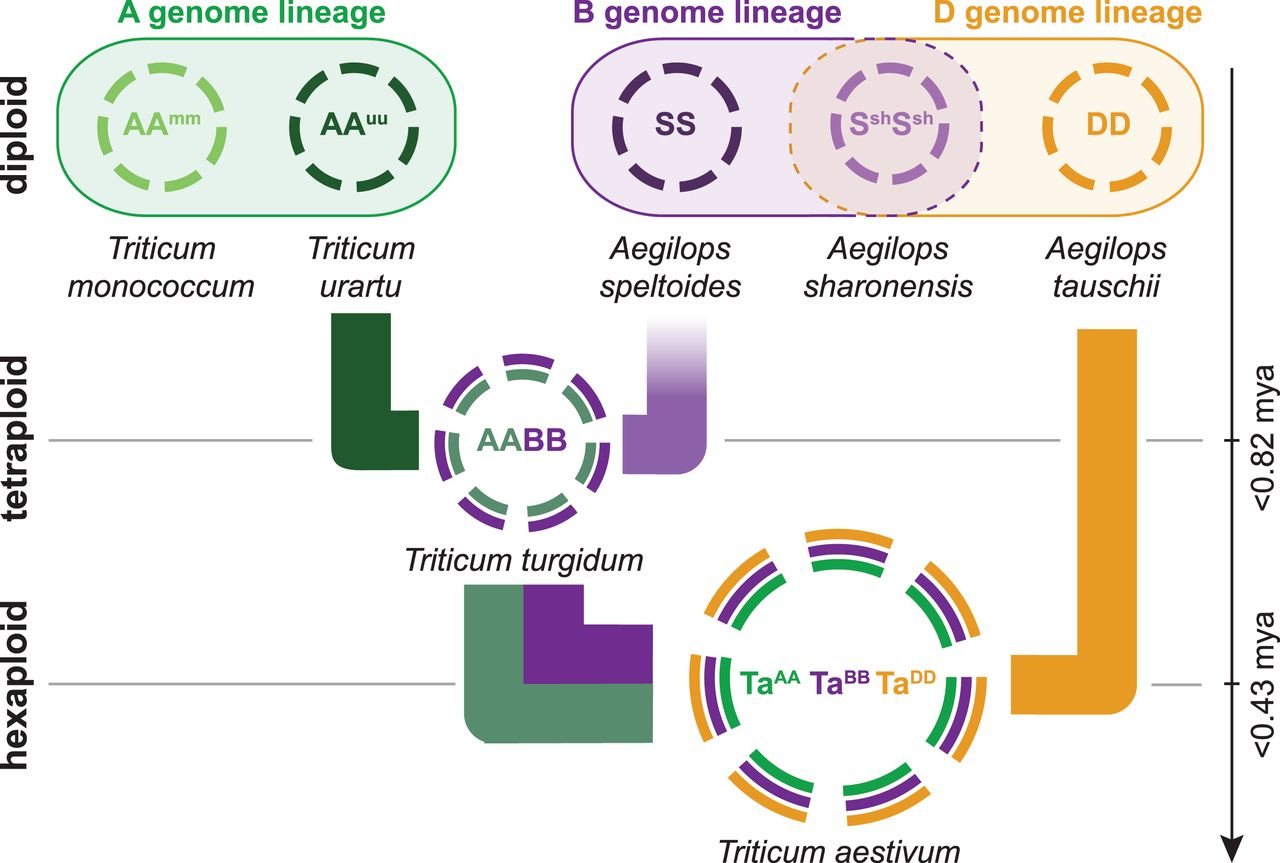 A genome lineage
B genome lineage
D genome lineage
diploid
AAᵐᵐ
AAᵘᵘ
SS
SˢʰSˢʰ
DD
Triticum
monococcum
Triticum
urartu
Aegilops
speltoides
Aegilops
sharonensis
Aegilops
tauschii
tetraploid
AABB
<0.82 mya
Triticum turgidum
hexaploid
Taᴬᴬ Taᴮᴮ Taᴰᴰ
<0.43 mya
Triticum aestivum